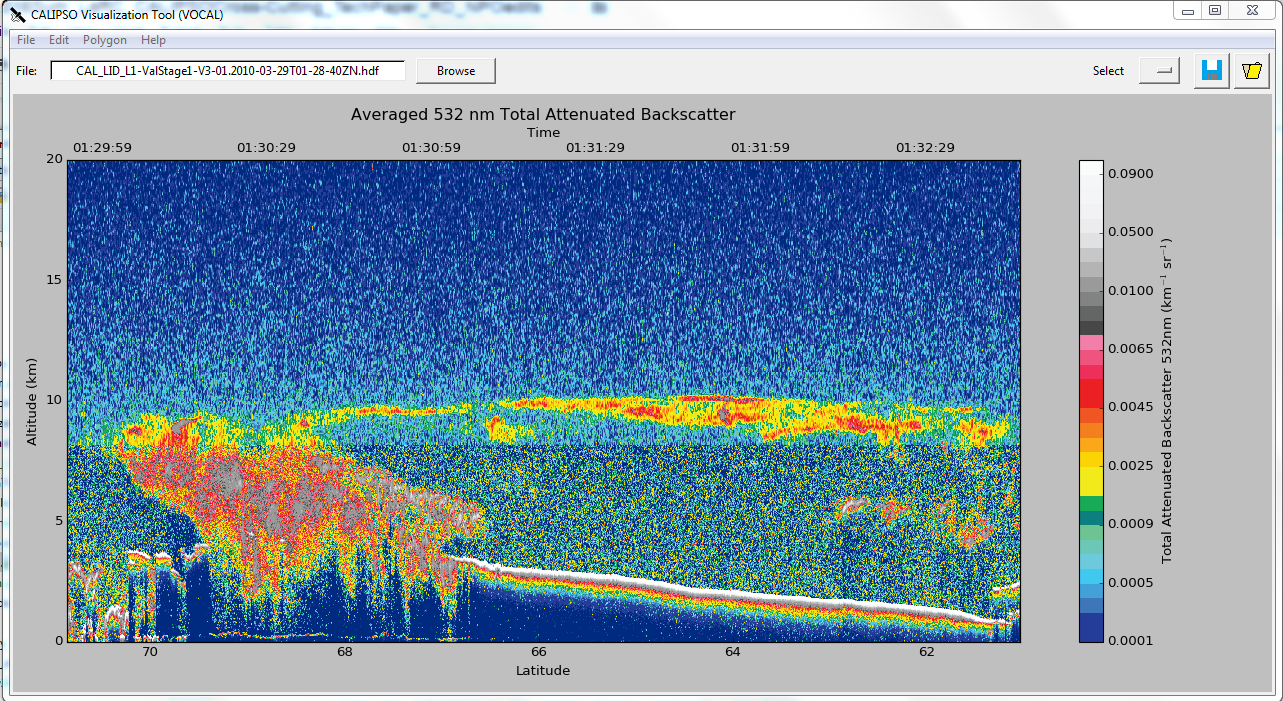 CALIPSO Visualization Tool (VOCAL)
File Edit Polygon Help
File: CAL_LID_L1-ValStage1-V3-01.2010-03-29T01-28-40ZN.hdf Browse Select
Averaged 532 nm Total Attenuated Backscatter
Time
01:29:59 01:30:29 01:30:59 01:31:29 01:31:59 01:32:29
20
15
10
5
0
Altitude (km)
70 68 66 64 62
Latitude
0.0900
0.0500
0.0100
0.0065
0.0045
0.0025
0.0009
0.0005
0.0001
Total Attenuated Backscatter 532nm (km⁻¹ sr⁻¹)